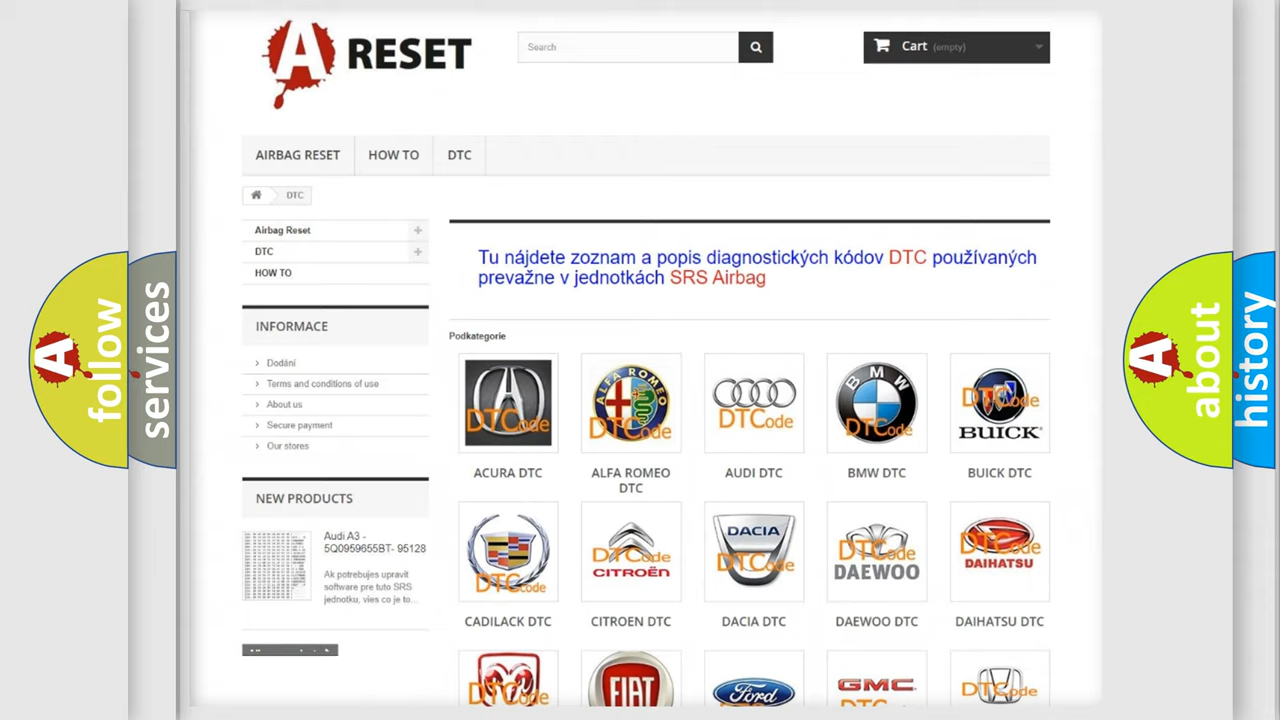 A RESET
Search
Cart (empty)
AIRBAG RESET
HOW TO
DTC
DTC
Airbag Reset
DTC
HOW TO
Tu nájdete zoznam a popis diagnostických kódov DTC používaných
prevažne v jednotkách SRS Airbag
INFORMACE
Dodání
Terms and conditions of use
About us
Secure payment
Our stores
NEW PRODUCTS
Audi A3 -
5Q0959655BT- 95128
Ak potrebujes upravit
software pre tuto SRS
jednotku, vies co je to...
Podkategorie
DTCode
ALFA ROMEO
DTCode
DTCode
BMW
DTCode
DTCode
BUICK
ACURA DTC
ALFA ROMEO
DTC
AUDI DTC
BMW DTC
BUICK DTC
DTCode
DTCode
CITROËN
DACIA
DTCode
DTCode
DAEWOO
DTCode
DAIHATSU
CADILACK DTC
CITROEN DTC
DACIA DTC
DAEWOO DTC
DAIHATSU DTC
DTCode
FIAT
Ford
GMC
DTCode
A follow
services
A about
history